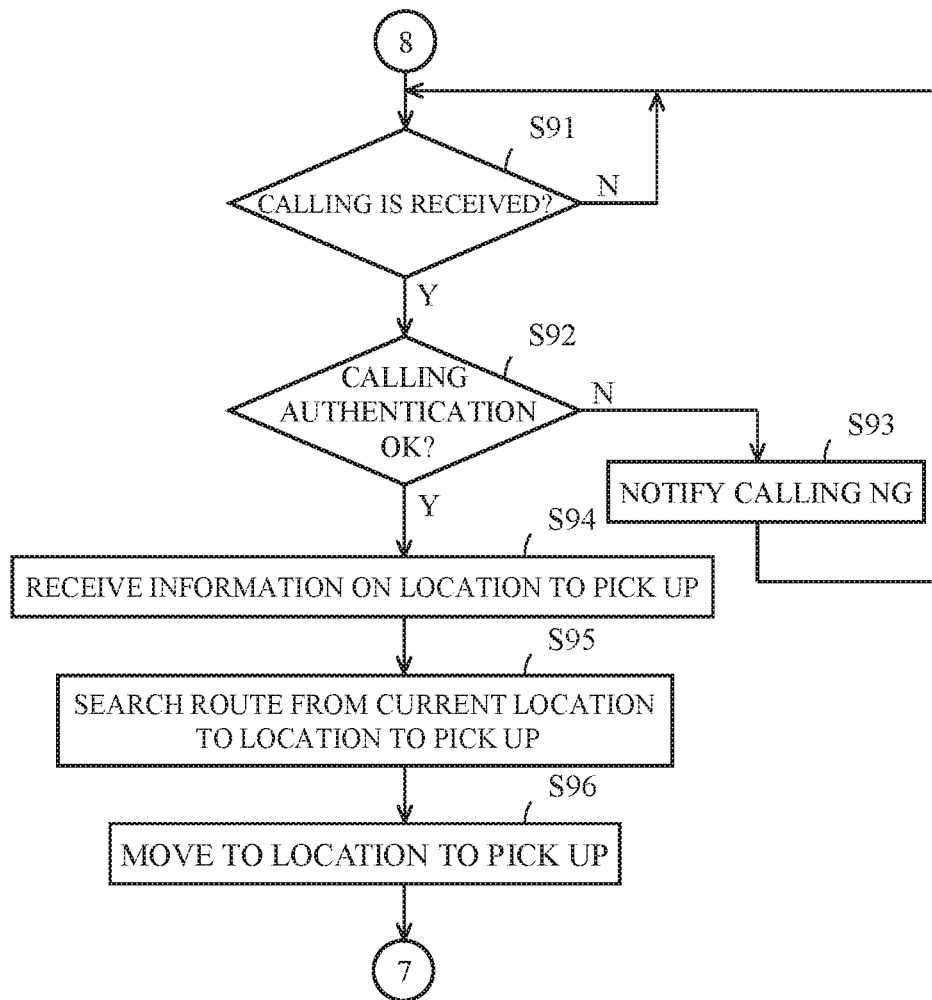 8
S91
CALLING IS RECEIVED?
N
Y
S92
CALLING
AUTHENTICATION
OK?
N
S93
NOTIFY CALLING NG
Y
S94
RECEIVE INFORMATION ON LOCATION TO PICK UP
S95
SEARCH ROUTE FROM CURRENT LOCATION
TO LOCATION TO PICK UP
S96
MOVE TO LOCATION TO PICK UP
7